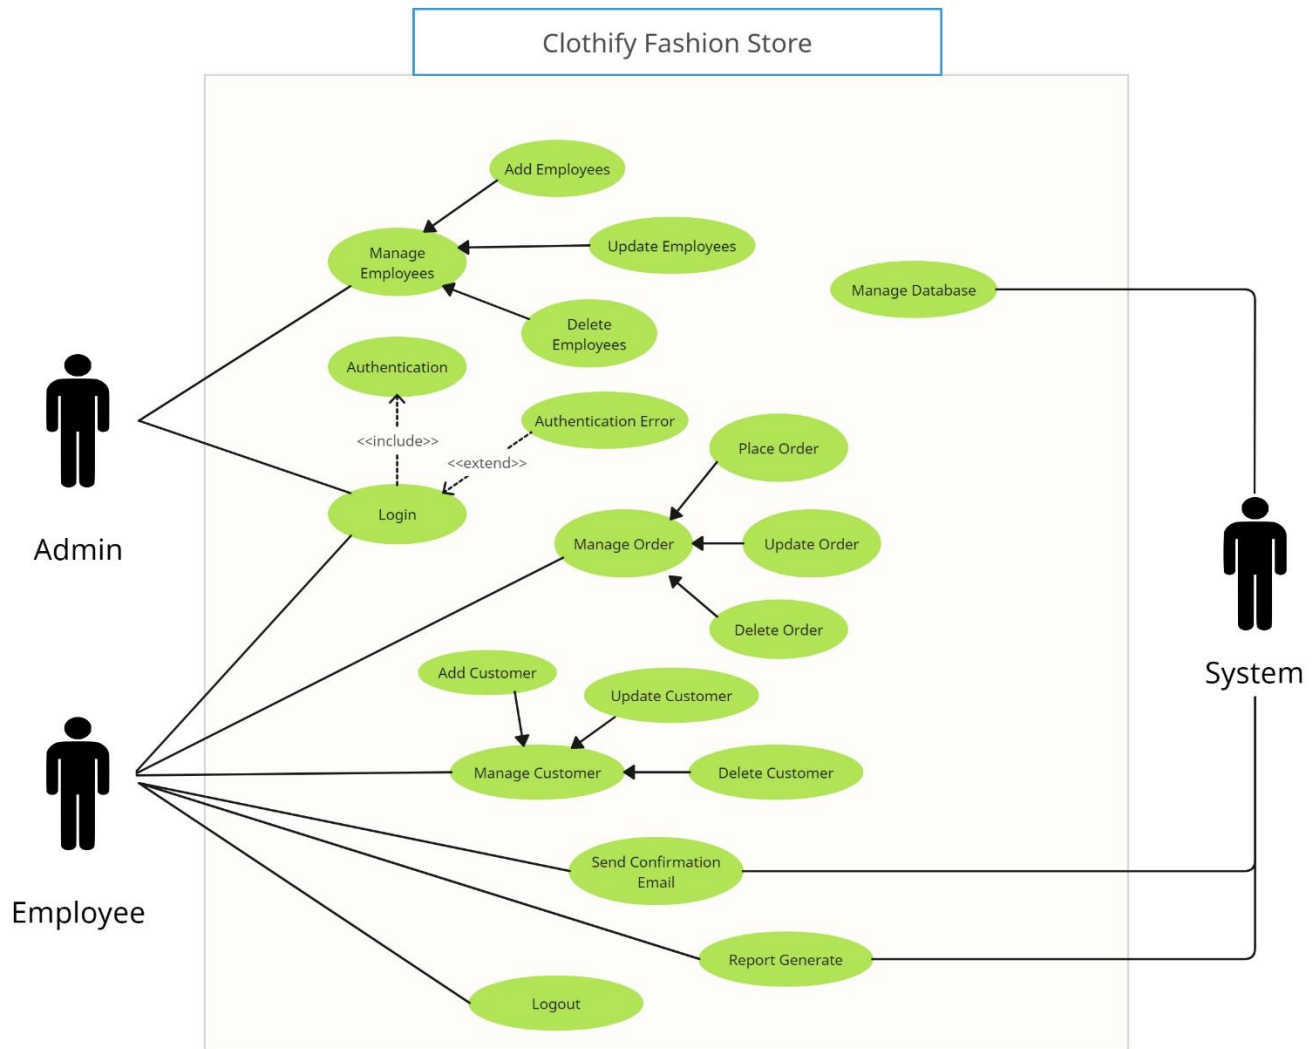 Clothify Fashion Store
Add Employees
Manage
Employees
Update Employees
Manage Database
Delete
Employees
Authentication
Authentication Error
<<include>>
<<extend>>
Place Order
Login
Manage Order
Update Order
Admin
Delete Order
Add Customer
Update Customer
System
Manage Customer
Delete Customer
Send Confirmation
Email
Employee
Report Generate
Logout